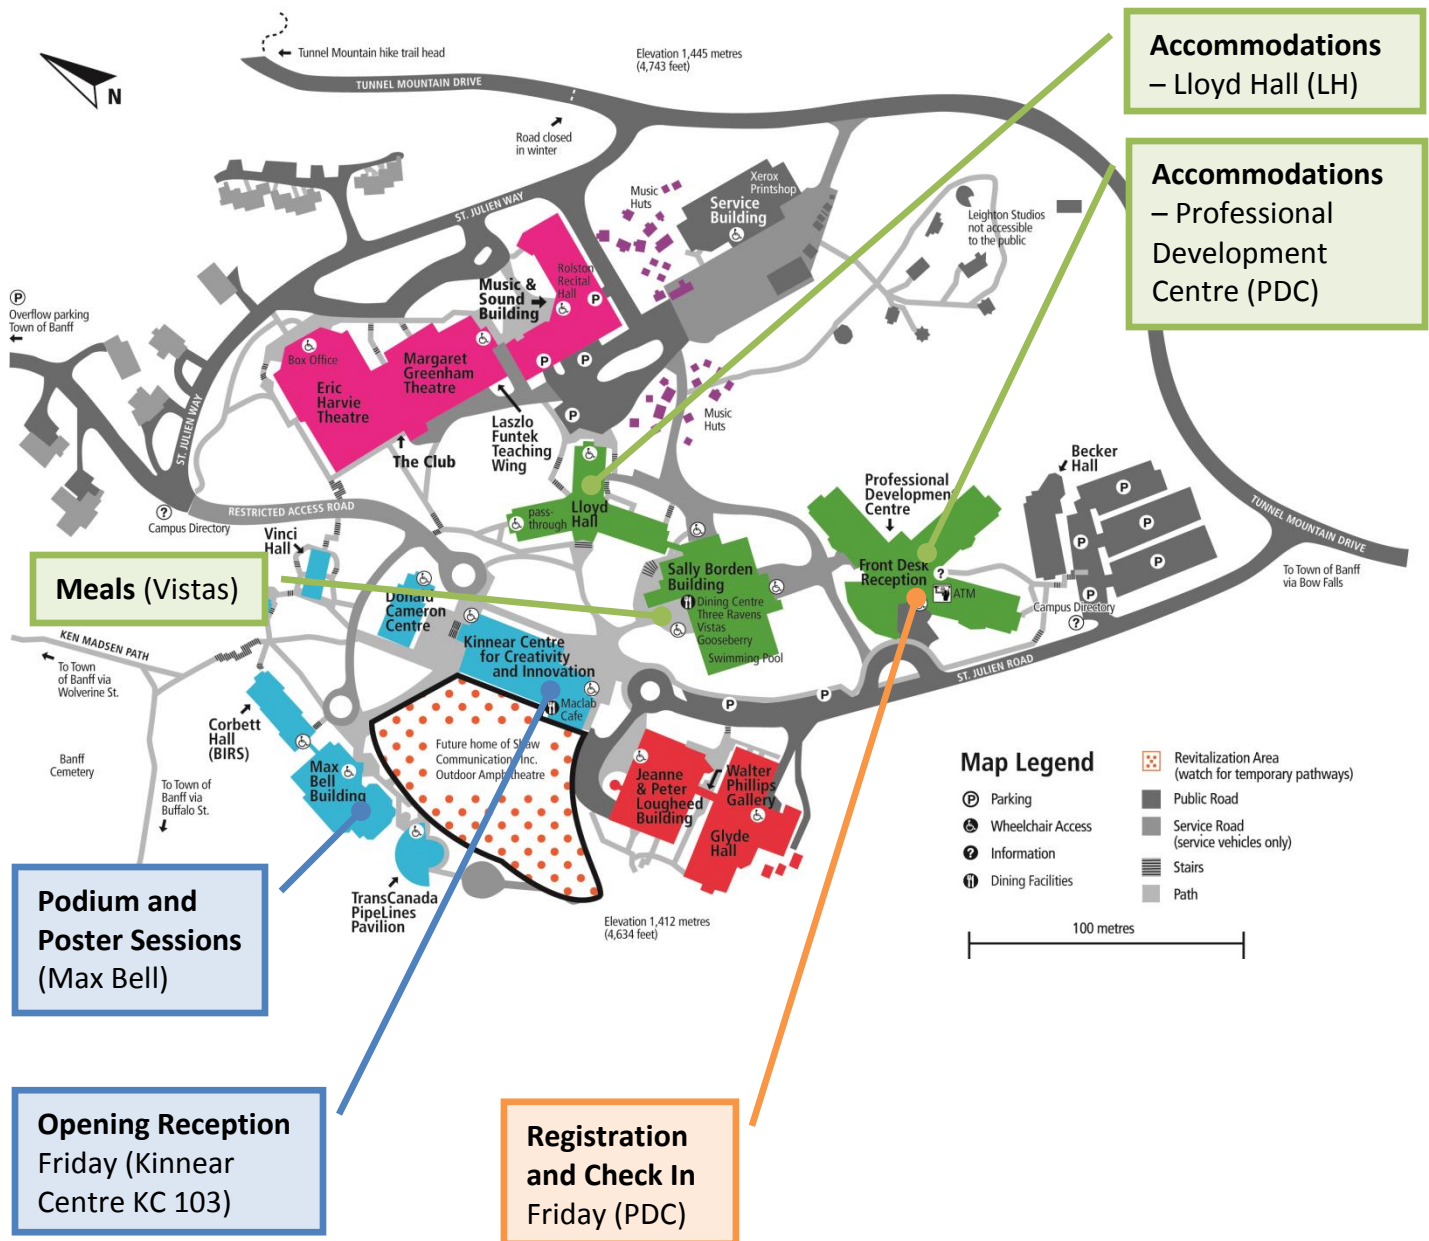 Accommodations
– Lloyd Hall (LH)
Accommodations
– Professional
Development
Centre (PDC)
N
Tunnel Mountain hike trail head
TUNNEL MOUNTAIN DRIVE
Elevation 1,445 metres
(4,743 feet)
Road closed
in winter
ST. JULIEN WAY
Music
Huts
Xerox
Printshop
Service
Building
Leighton Studios
not accessible
to the public
P
Overflow parking
Town of Banff
Music &
Sound
Building
Rolston
Recital
Hall
P
Box Office
Eric
Harvie
Theatre
Margaret
Greenham
Theatre
P
P
P
Laszlo
Funtek
Teaching
Wing
The Club
Music
Huts
ST. JULIEN WAY
?
Campus Directory
RESTRICTED ACCESS ROAD
pass-
through
Lloyd
Hall
Professional
Development
Centre
Front Desk
Reception
?
ATM
Becker
Hall
P
P
P
P
P
Campus Directory
?
TUNNEL MOUNTAIN DRIVE
To Town of Banff
via Bow Falls
Vinci
Hall
Meals (Vistas)
Donald
Cameron
Centre
Sally Borden
Building
Dining Centre
Three Ravens
Vistas
Gooseberry
Swimming Pool
Kinnear Centre
for Creativity
and Innovation
Maclab
Cafe
KEN MADSEN PATH
To Town
of Banff via
Wolverine St.
ST. JULIEN ROAD
P
P
Corbett
Hall
(BIRS)
Banff
Cemetery
To Town of
Banff via
Buffalo St.
Max
Bell
Building
Future home of Shaw
Communications Inc.
Outdoor Amphitheatre
Jeanne
& Peter
Lougheed
Building
Walter
Phillips
Gallery
Glyde
Hall
TransCanada
PipeLines
Pavilion
Elevation 1,412 metres
(4,634 feet)
Map Legend
P Parking
Wheelchair Access
? Information
Dining Facilities
Revitalization Area
(watch for temporary pathways)
Public Road
Service Road
(service vehicles only)
Stairs
Path
100 metres
Podium and
Poster Sessions
(Max Bell)
Opening Reception
Friday (Kinnear
Centre KC 103)
Registration
and Check In
Friday (PDC)